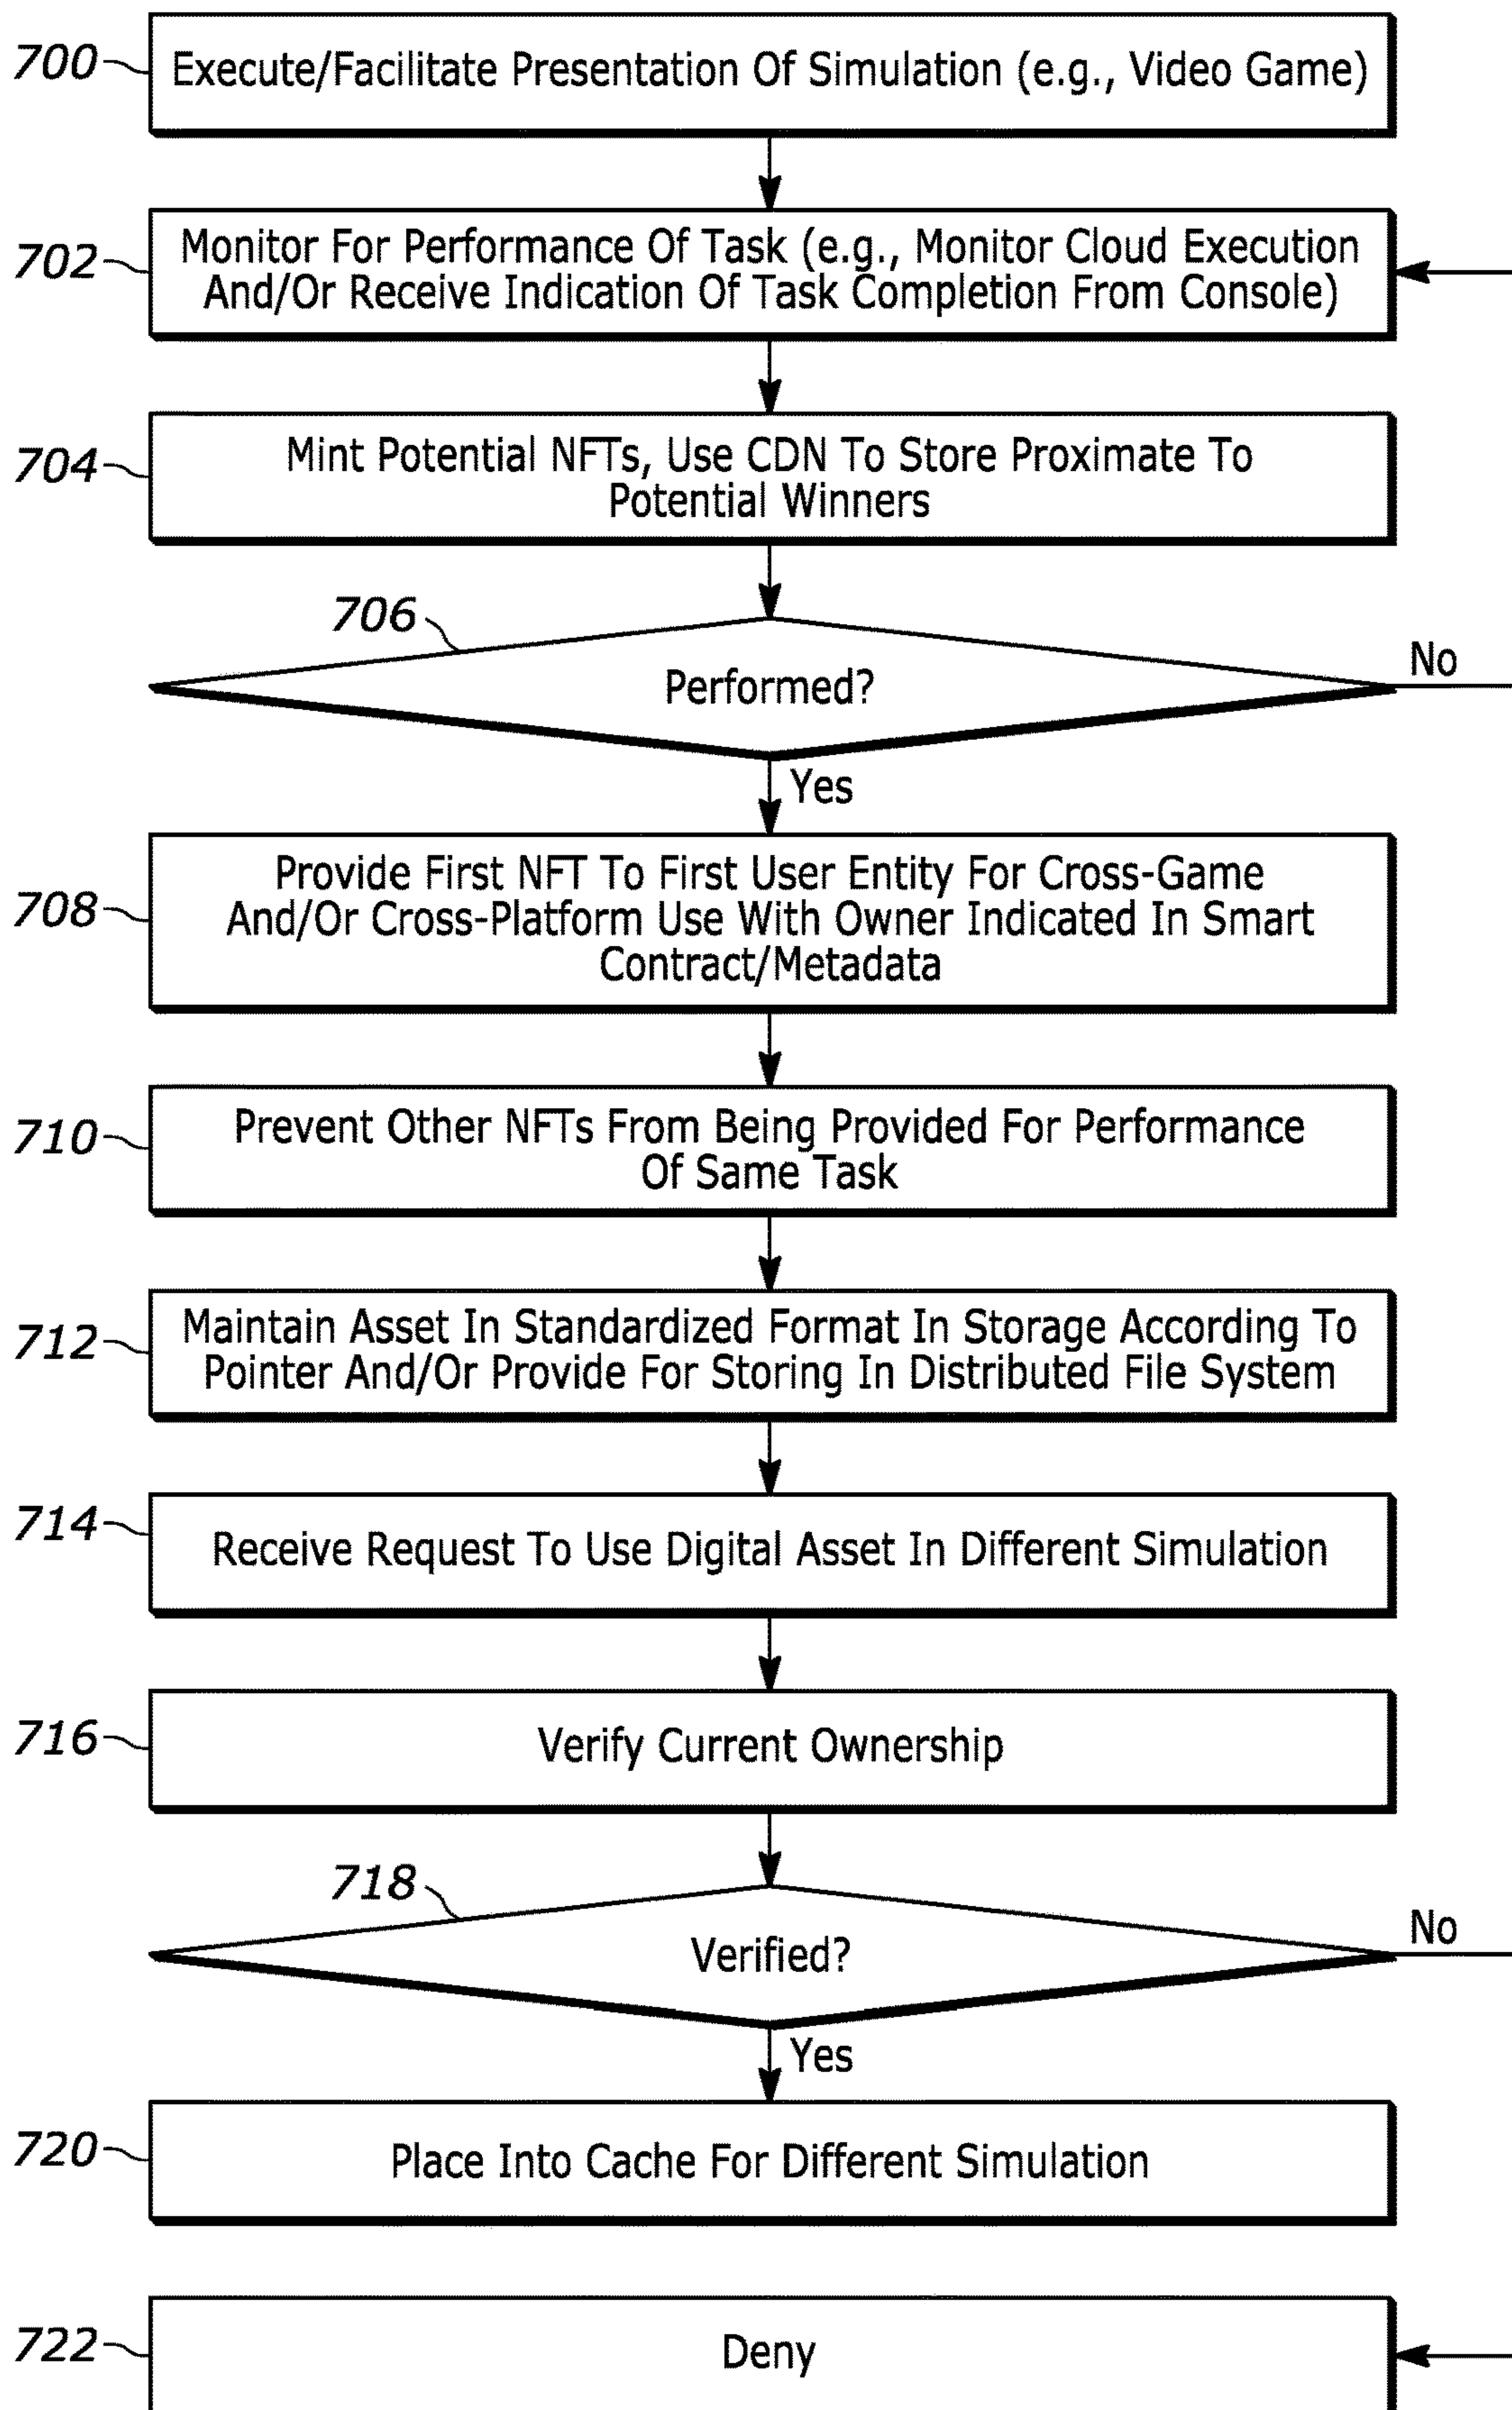 700
Execute/Facilitate Presentation Of Simulation (e.g., Video Game)
702
Monitor For Performance Of Task (e.g., Monitor Cloud Execution
And/Or Receive Indication Of Task Completion From Console)
704
Mint Potential NFTs, Use CDN To Store Proximate To
Potential Winners
706
Performed?
No
Yes
708
Provide First NFT To First User Entity For Cross-Game
And/Or Cross-Platform Use With Owner Indicated In Smart
Contract/Metadata
710
Prevent Other NFTs From Being Provided For Performance
Of Same Task
712
Maintain Asset In Standardized Format In Storage According To
Pointer And/Or Provide For Storing In Distributed File System
714
Receive Request To Use Digital Asset In Different Simulation
716
Verify Current Ownership
718
Verified?
No
Yes
720
Place Into Cache For Different Simulation
722
Deny